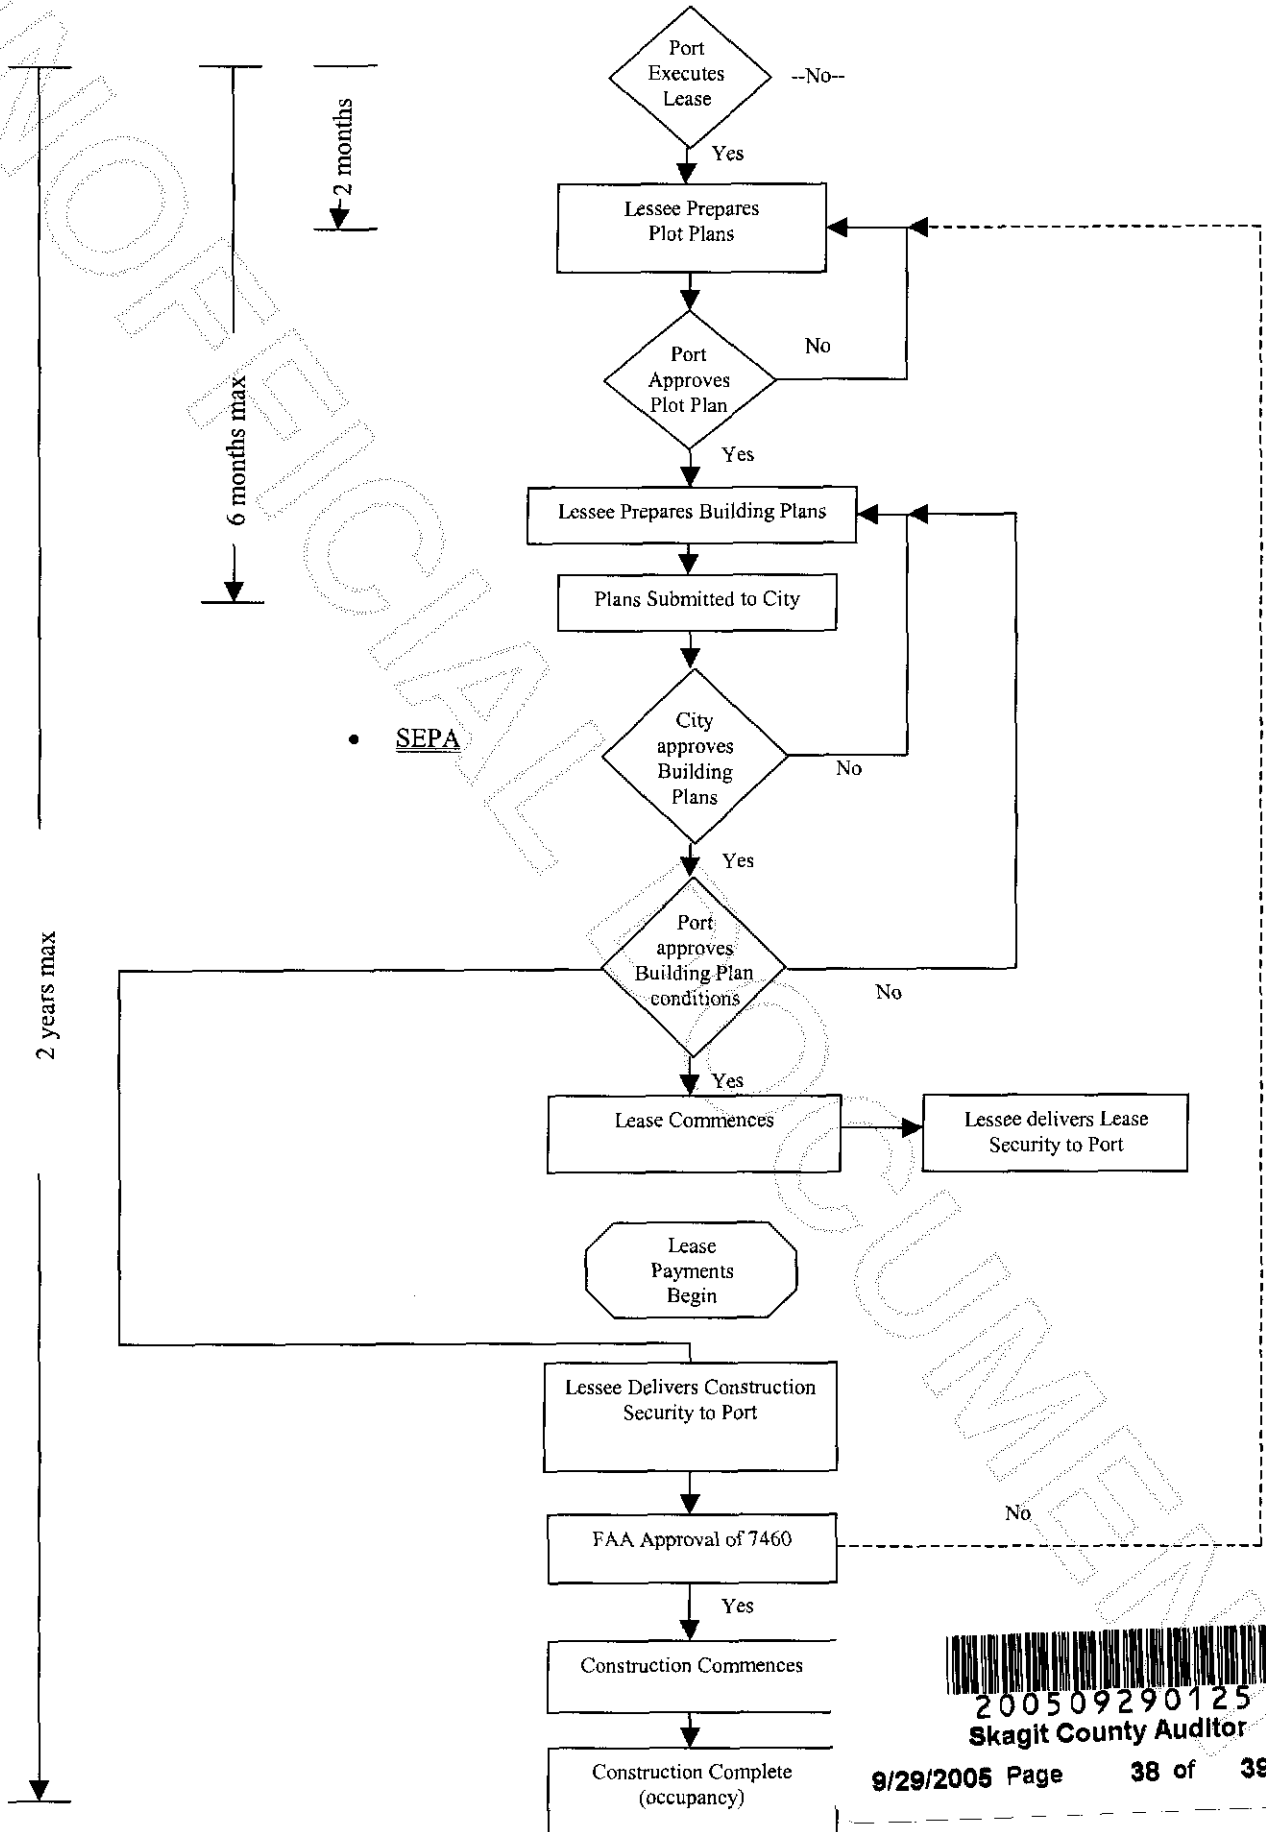 Port
Executes
Lease
--No--
Yes
2 months
Lessee Prepares
Plot Plans
Port
Approves
Plot Plan
No
6 months max
Yes
Lessee Prepares Building Plans
Plans Submitted to City
• SEPA
City
approves
Building
Plans
No
Yes
Port
approves
Building Plan
conditions
No
2 years max
Yes
Lease Commences
Lessee delivers Lease
Security to Port
Lease
Payments
Begin
Lessee Delivers Construction
Security to Port
No
FAA Approval of 7460
Yes
Construction Commences
Construction Complete
(occupancy)
200509290125
Skagit County Auditor
9/29/2005 Page 38 of 39
UNOFFICIAL DOCUMENT